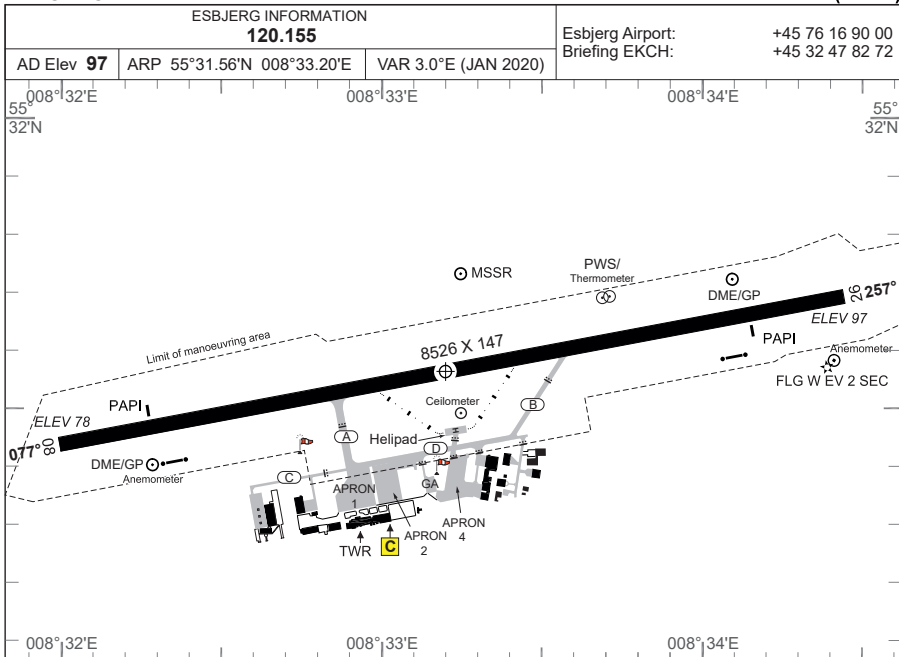 ESBJERG INFORMATION
120.155
Esbjerg Airport: +45 76 16 90 00
Briefing EKCH: +45 32 47 82 72
AD Elev 97 ARP 55°31.56'N 008°33.20'E VAR 3.0°E (JAN 2020)
008°32'E 008°33'E 008°34'E
55° 55°
32'N 32'N
MSSR
PWS/
Thermometer
DME/GP
26 257°
ELEV 97
Limit of manoeuvring area
8526 X 147
PAPI
Anemometer
FLG W EV 2 SEC
PAPI
Ceilometer
B
ELEV 78
077° 08
A
Helipad
D
DME/GP
Anemometer
C
GA
APRON
1
APRON
2
APRON
4
TWR
C
008°32'E 008°33'E 008°34'E